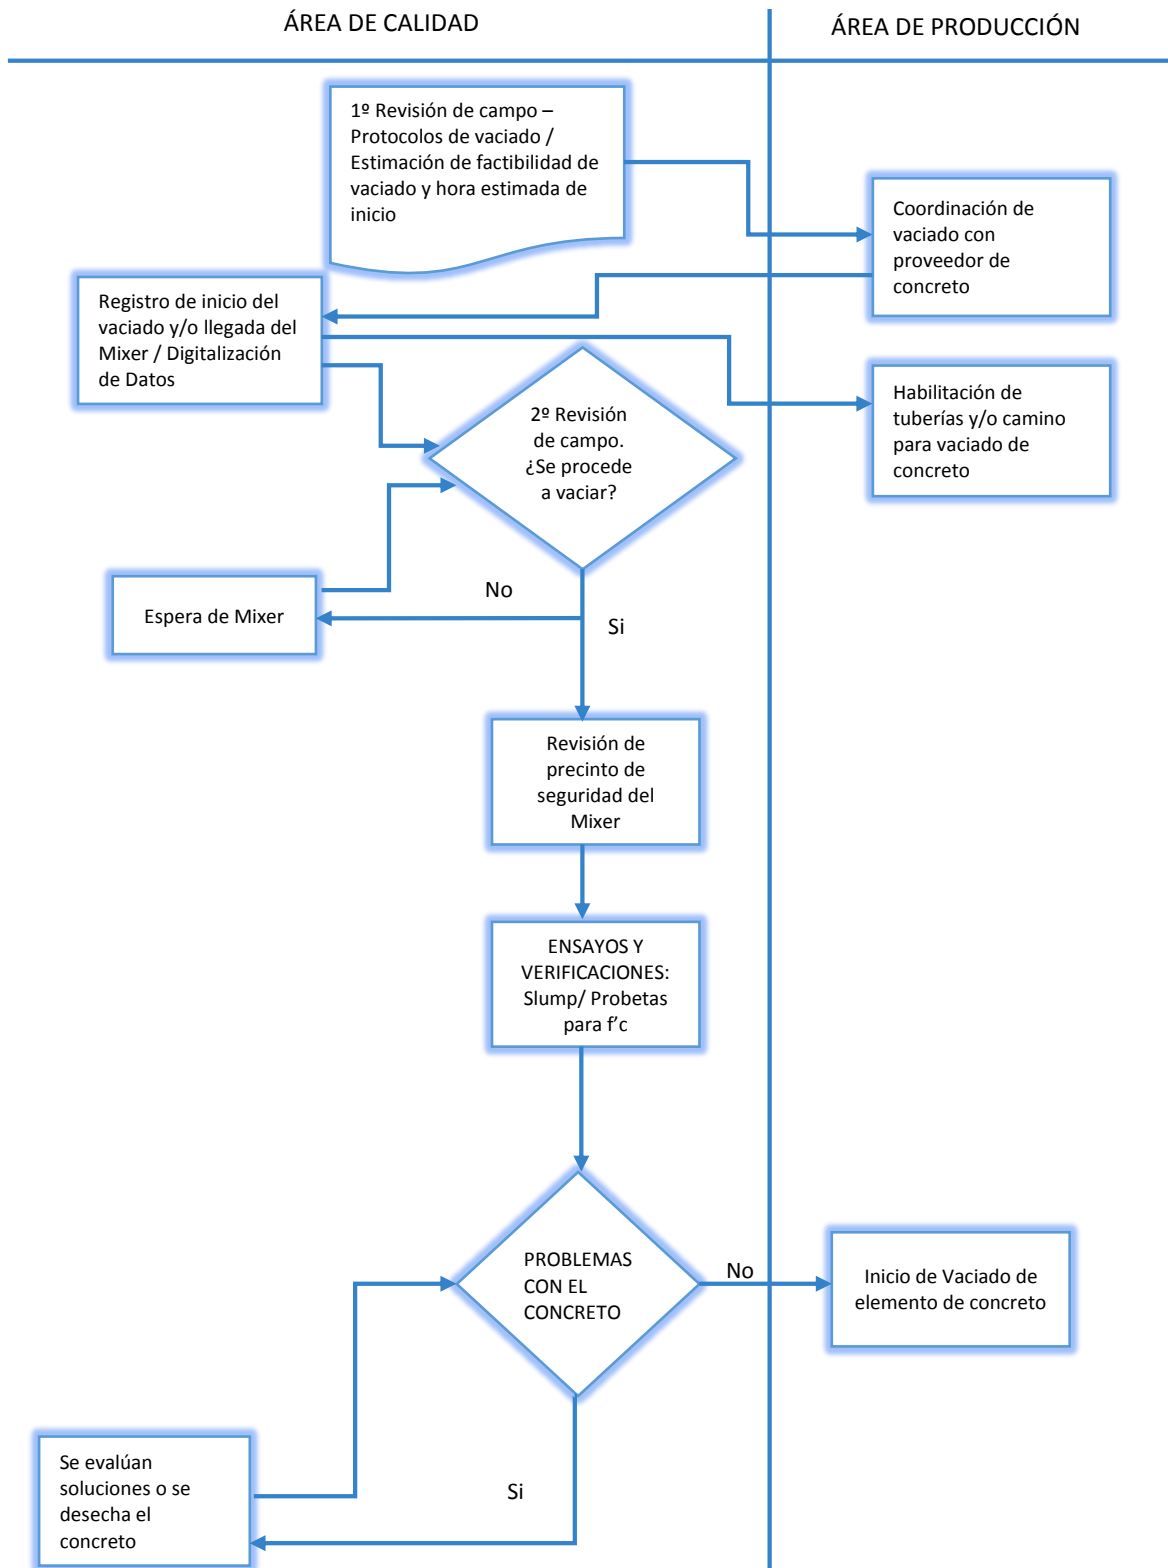 ÁREA DE CALIDAD
ÁREA DE PRODUCCIÓN
1º Revisión de campo –
Protocolos de vaciado /
Estimación de factibilidad de
vaciado y hora estimada de
inicio
Coordinación de
vaciado con
proveedor de
concreto
Registro de inicio del
vaciado y/o llegada del
Mixer / Digitalización
de Datos
Habilitación de
tuberías y/o camino
para vaciado de
concreto
2º Revisión
de campo.
¿Se procede
a vaciar?
No
Si
Espera de Mixer
Revisión de
precinto de
seguridad del
Mixer
ENSAYOS Y
VERIFICACIONES:
Slump/ Probetas
para f’c
PROBLEMAS
CON EL
CONCRETO
No
Inicio de Vaciado de
elemento de concreto
Si
Se evalúan
soluciones o se
desecha el
concreto